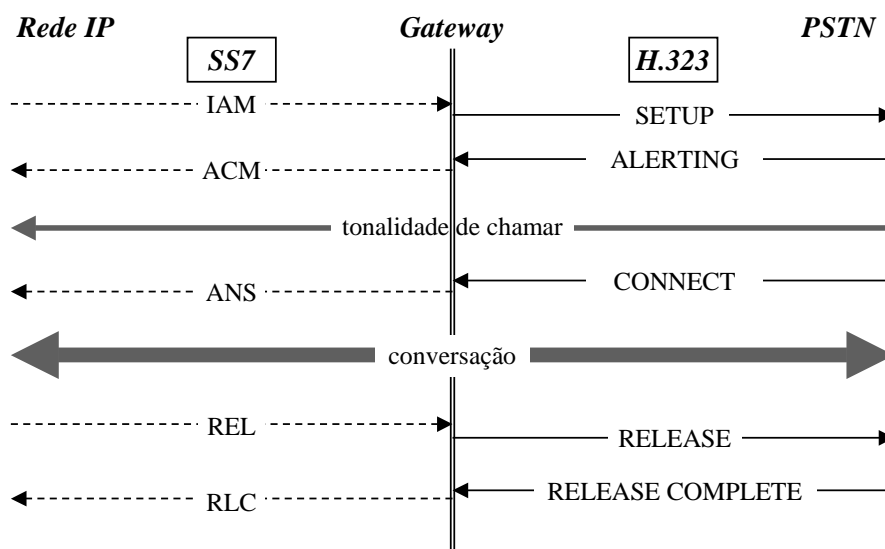 Rede IP
Gateway
PSTN
SS7
H.323
IAM
SETUP
ALERTING
ACM
tonalidade de chamar
CONNECT
ANS
conversação
REL
RELEASE
RELEASE COMPLETE
RLC